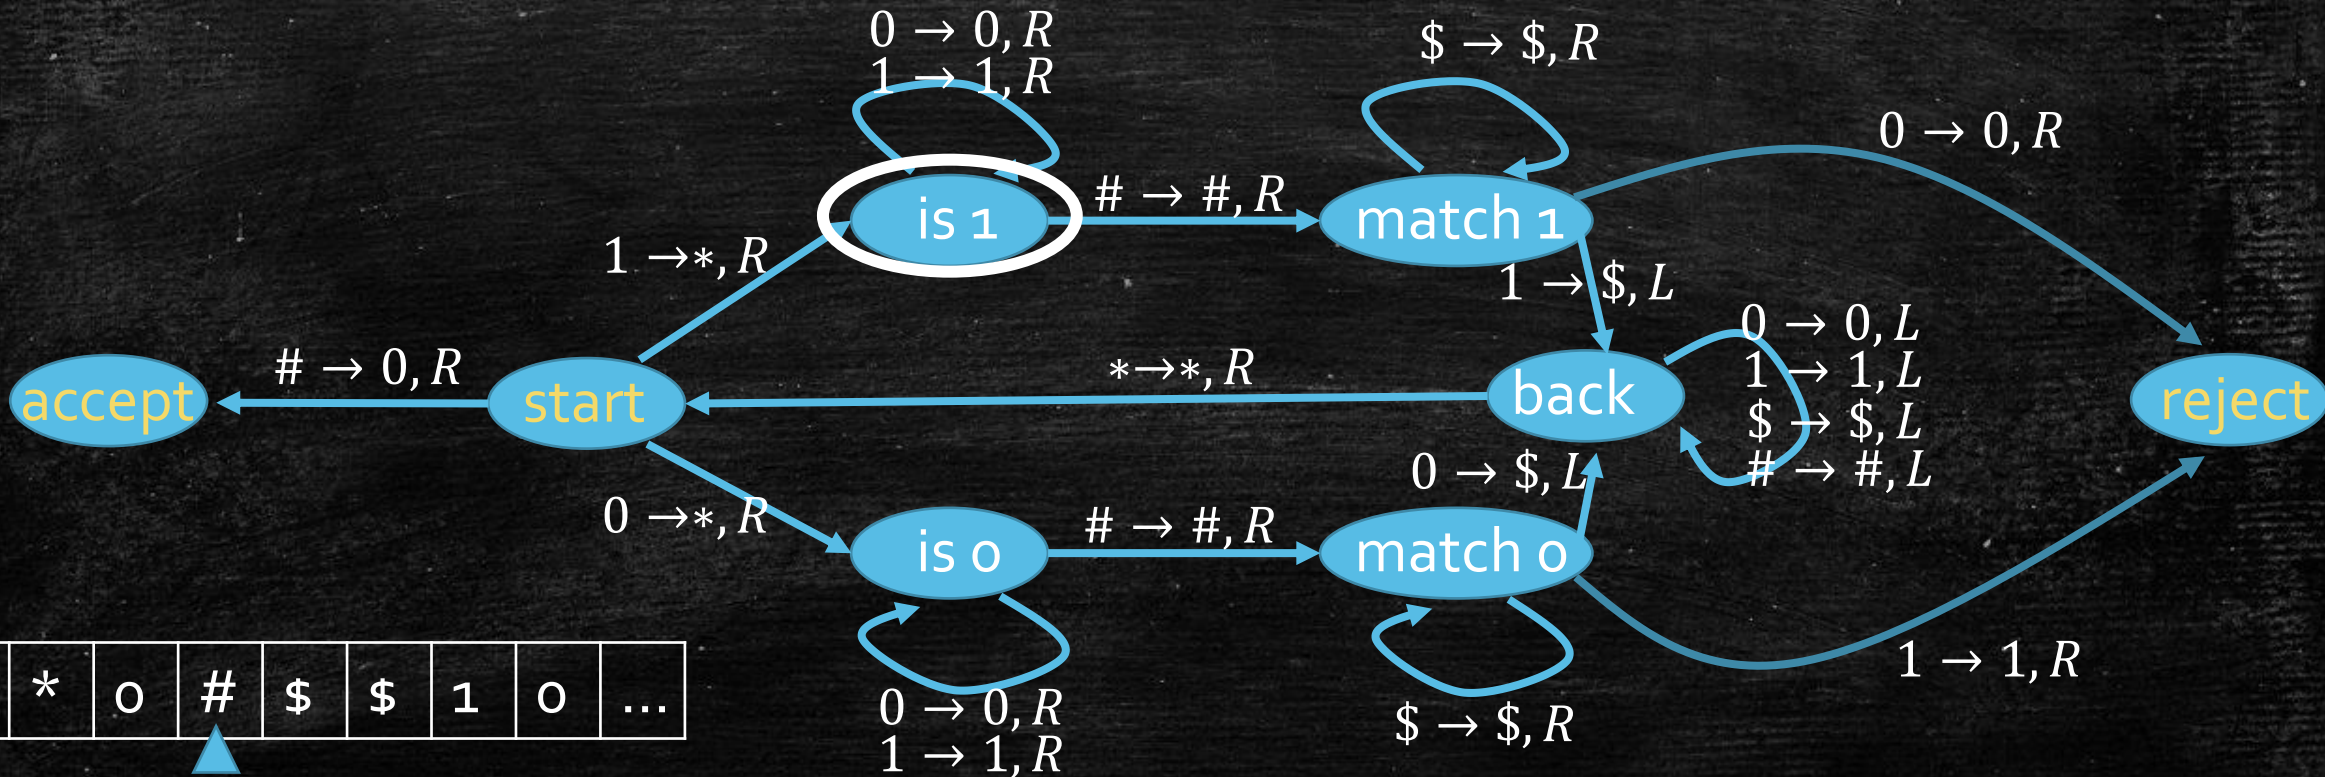 0 → 0, R
1 → 1, R
$ → $, R
0 → 0, R
is 1
# → #, R
match 1
1 →*, R
1 → $, L
0 → 0, L
1 → 1, L
$ → $, L
# → #, L
accept
# → 0, R
start
*→*, R
back
reject
0 → $, L
0 →*, R
is 0
# → #, R
match 0
1 → 1, R
* 0 # $ $ 1 0 ...
0 → 0, R
1 → 1, R
$ → $, R